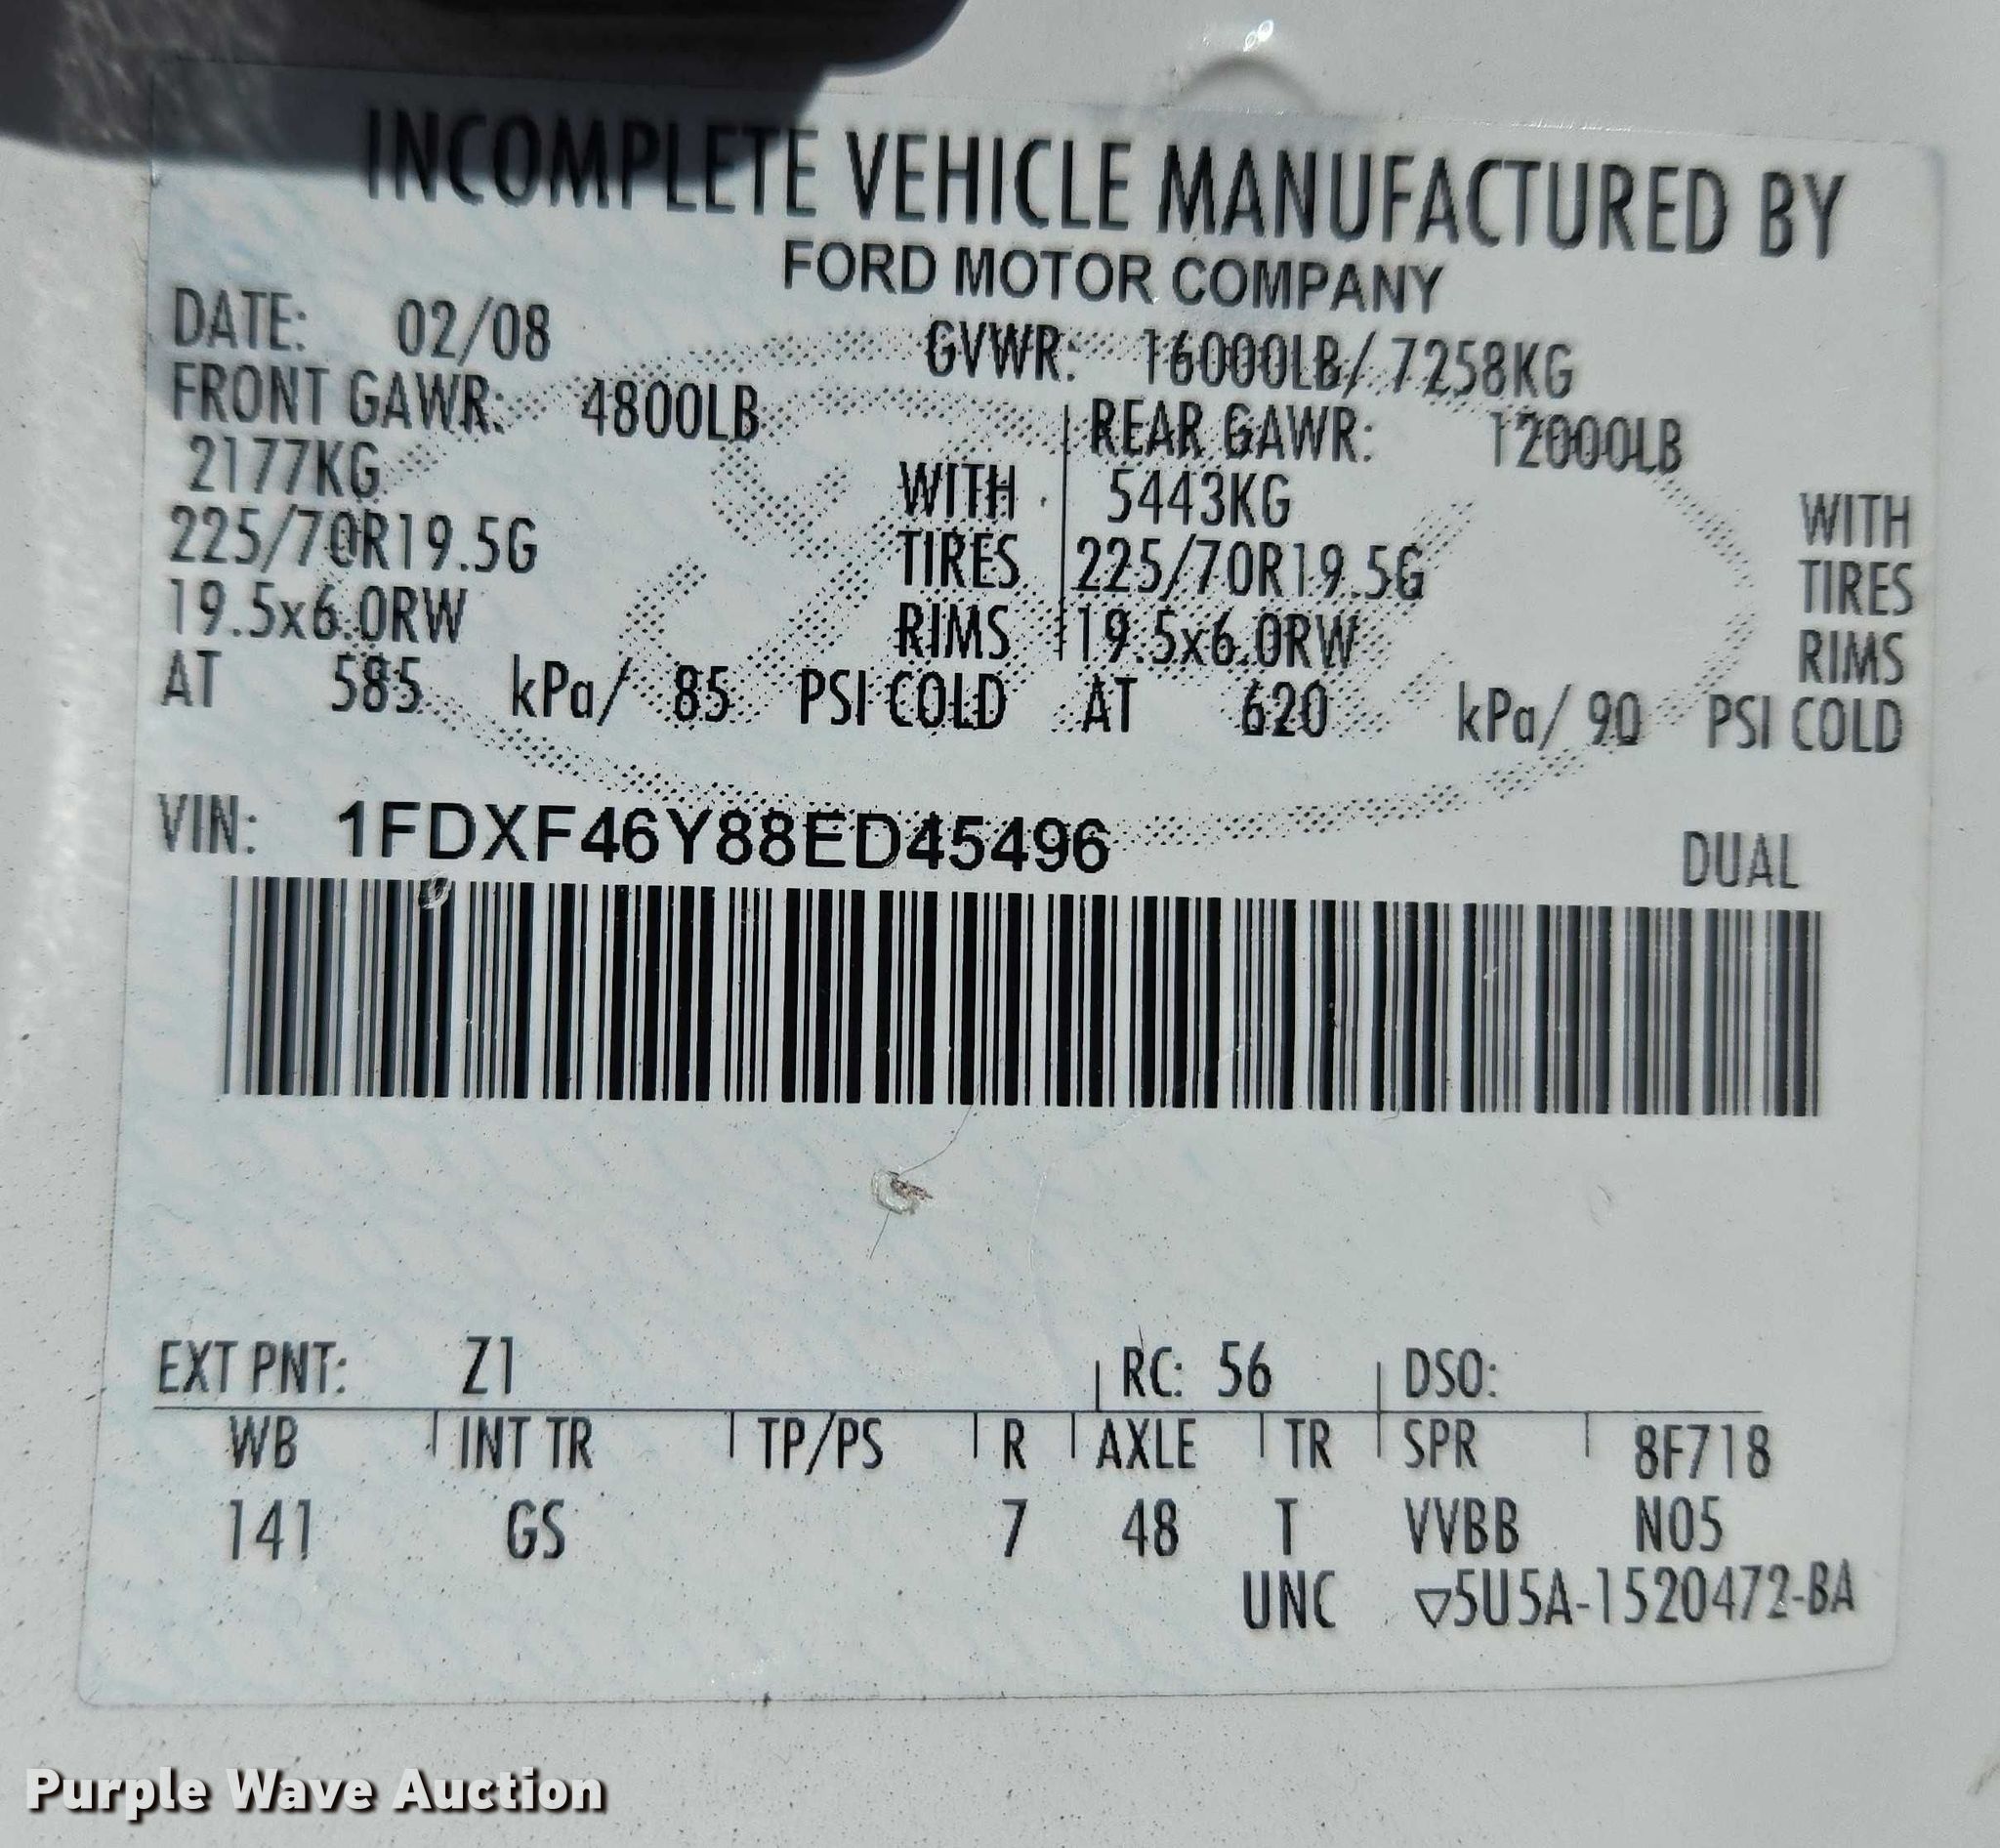 INCOMPLETE VEHICLE MANUFACTURED BY
FORD MOTOR COMPANY
DATE: 02/08 GVWR: 16000LB/ 7258KG
FRONT GAWR: 4800LB REAR GAWR: 12000LB
2177KG WITH 5443KG WITH
225/70R19.5G TIRES 225/70R19.5G TIRES
19.5x6.0RW RIMS 19.5x6.0RW RIMS
AT 585 kPa/ 85 PSI COLD AT 620 kPa/ 90 PSI COLD
VIN: 1FDXF46Y88ED45496 DUAL
EXT PNT: Z1 RC: 56 DSO:
WB INT TR TP/PS R AXLE TR SPR 8F718
141 GS 7 48 T VVBB N05
UNC ▽5U5A-1520472-BA
Purple Wave Auction